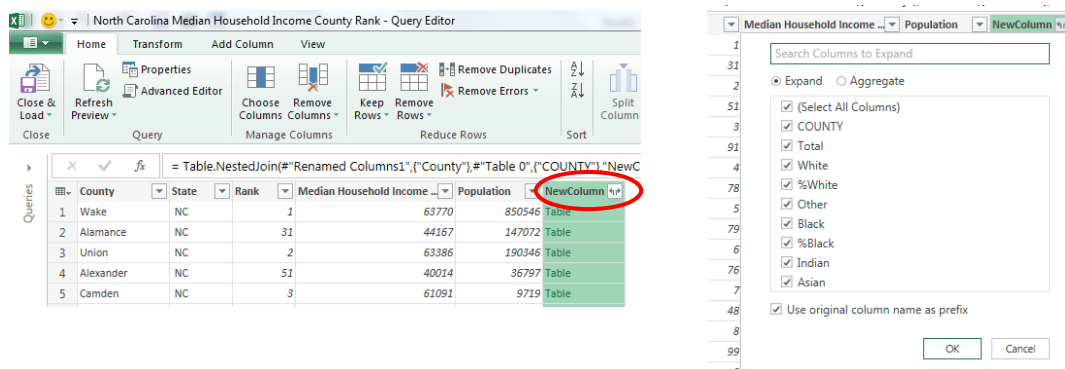 North Carolina Median Household Income County Rank - Query Editor
Home Transform Add Column View
Close & Load
Refresh Preview
Properties
Advanced Editor
Choose Columns
Remove Columns
Keep Rows
Remove Rows
Remove Duplicates
Remove Errors
Split Column
Close Query Manage Columns Reduce Rows Sort
fx = Table.NestedJoin(#"Renamed Columns1",{"County"},#"Table 0",{"COUNTY"},"NewC
Queries
County State Rank Median Household Income ... Population NewColumn
1 Wake NC 1 63770 850546 Table
2 Alamance NC 31 44167 147072 Table
3 Union NC 2 63386 190346 Table
4 Alexander NC 51 40014 36797 Table
5 Camden NC 3 61091 9719 Table
Median Household Income ... Population NewColumn
1
31
2
51
3
91
4
78
5
79
6
76
7
48
8
99
Search Columns to Expand
Expand Aggregate
(Select All Columns)
COUNTY
Total
White
%White
Other
Black
%Black
Indian
Asian
Use original column name as prefix
OK Cancel